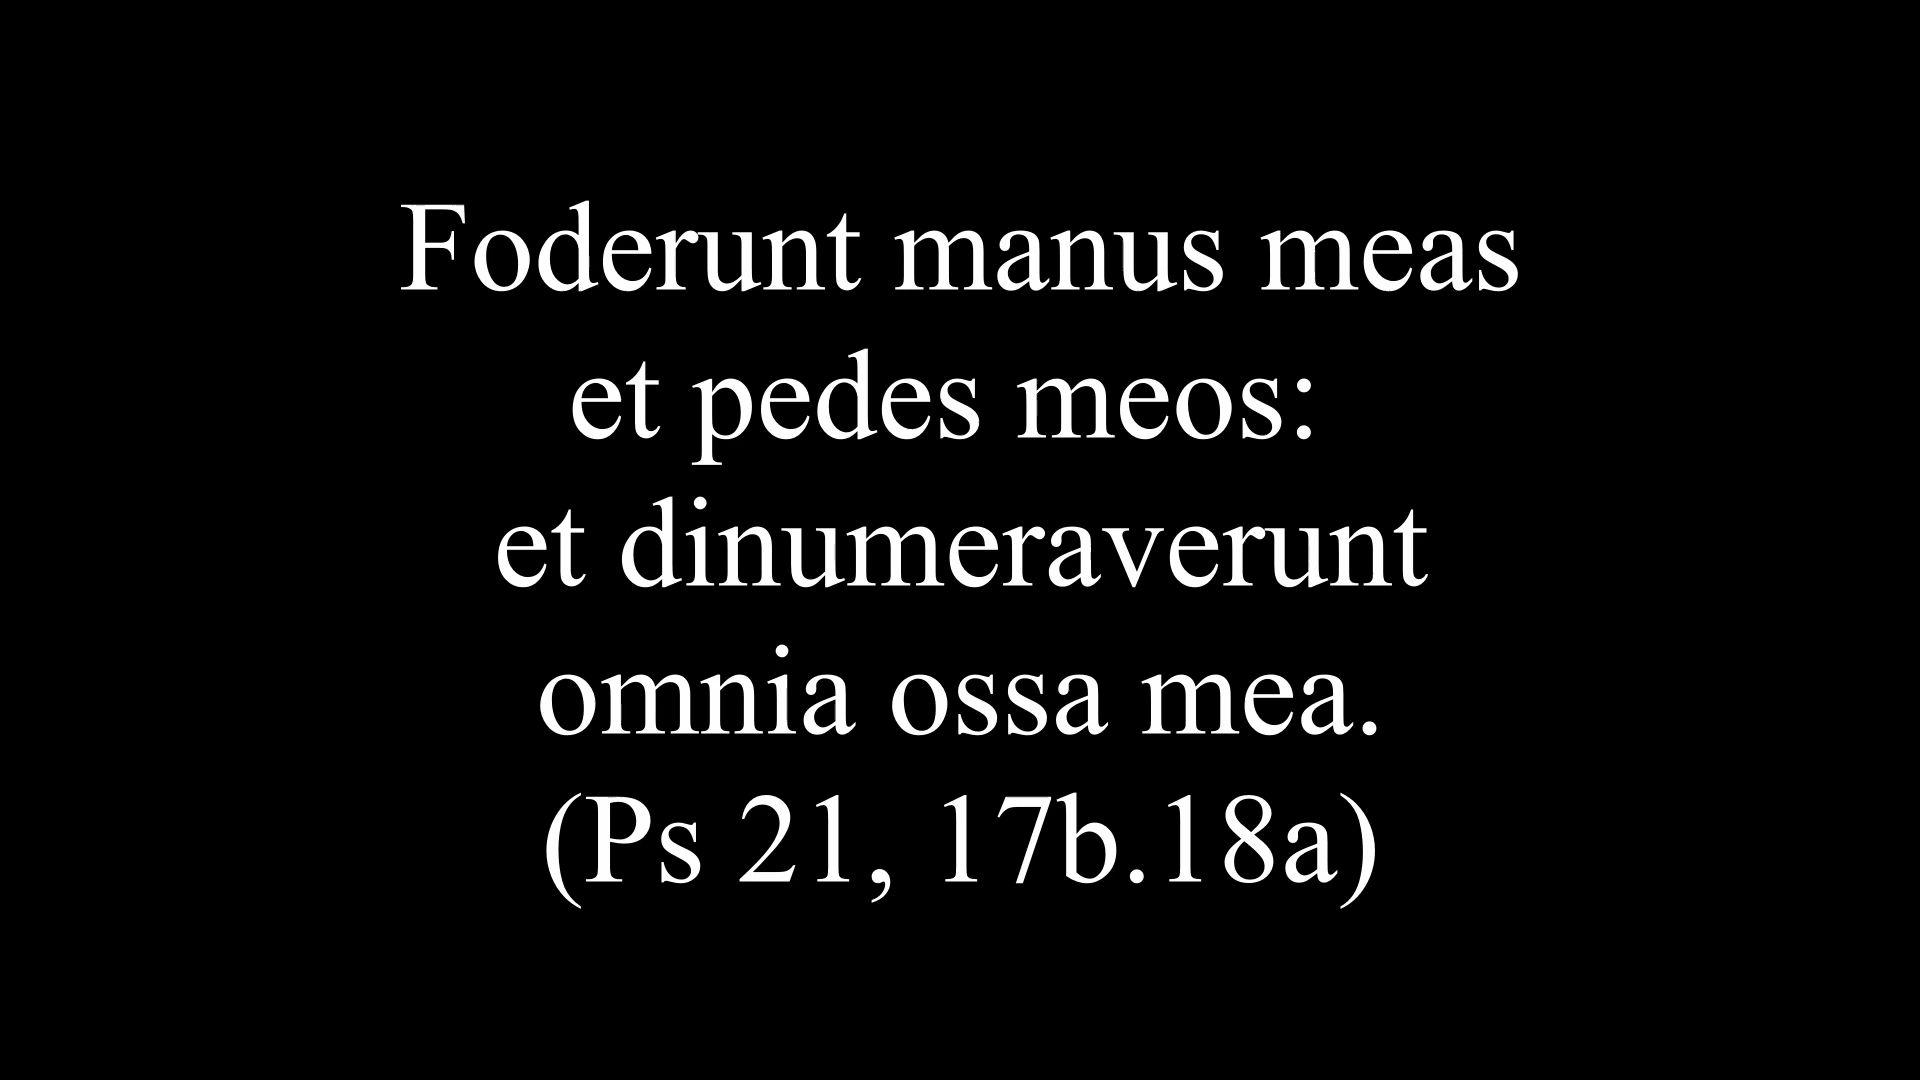 Foderunt manus meas
et pedes meos:
et dinumeraverunt
omnia ossa mea.
(Ps 21, 17b.18a)